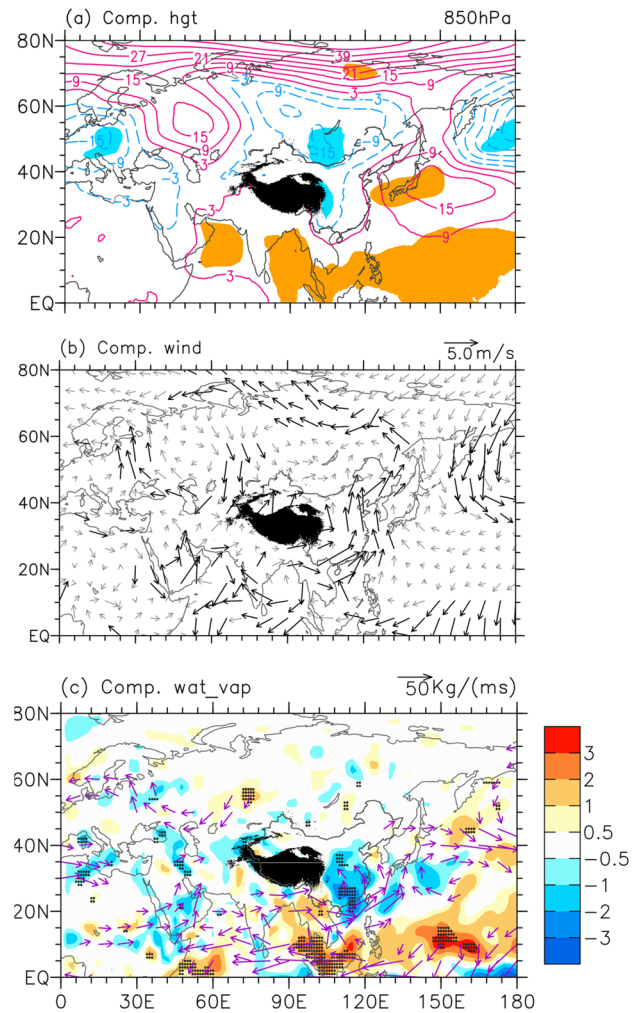 (a) Comp. hgt 850hPa
80N
27 21 39
9 15 21 15 9
3 9 3 3
60N
15 15 9
9 9 15
40N
3 3 9
3 15
20N 9
3 3
EQ
(b) Comp. wind 5.0m/s
80N
60N
40N
20N
EQ
(c) Comp. wat_vap 50Kg/(ms)
80N
60N
40N
20N
EQ
0 30E 60E 90E 120E 150E 180
3
2
1
0.5
−0.5
−1
−2
−3